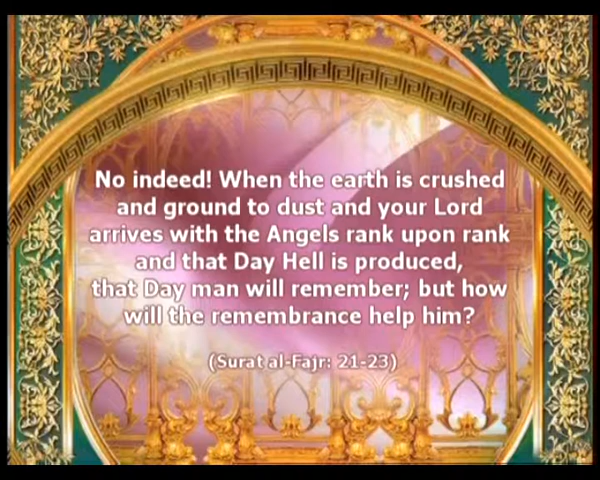 No indeed! When the earth is crushed
and ground to dust and your Lord
arrives with the Angels rank upon rank
and that Day Hell is produced,
that Day man will remember; but how
will the remembrance help him?
(Surat al-Fajr: 21-23)